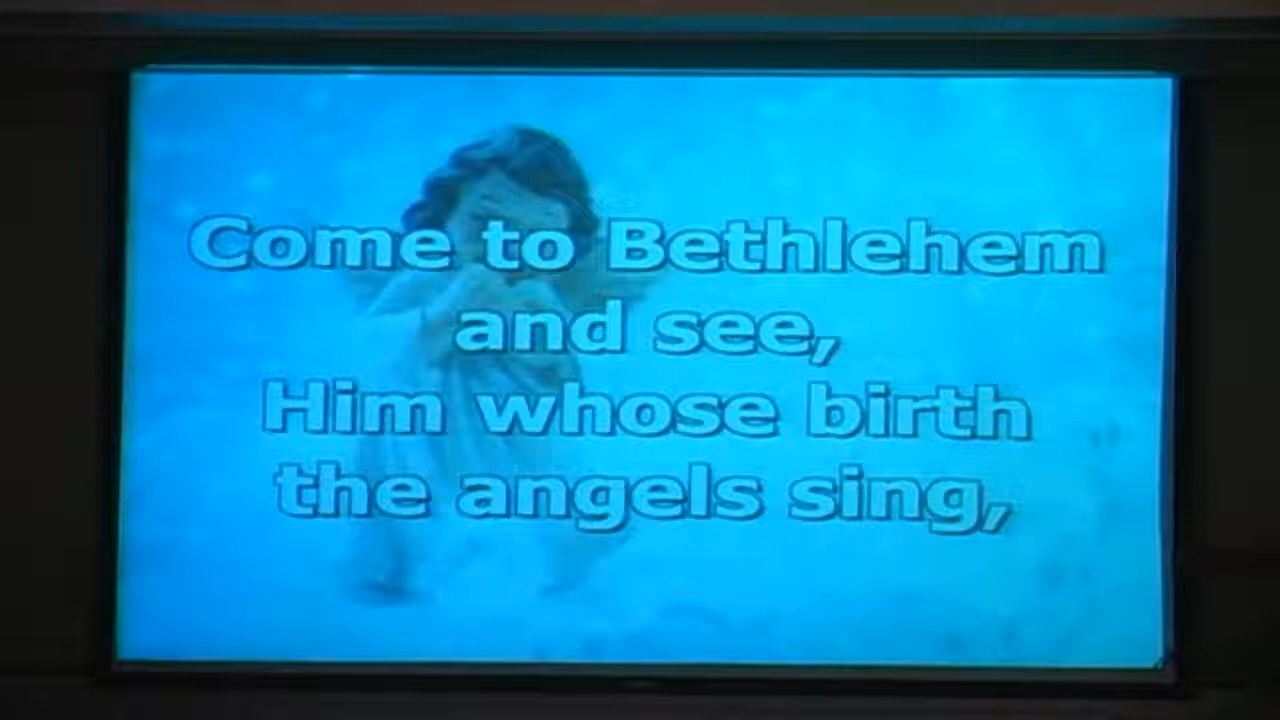 Come to Bethlehem
and see,
Him whose birth
the angels sing,